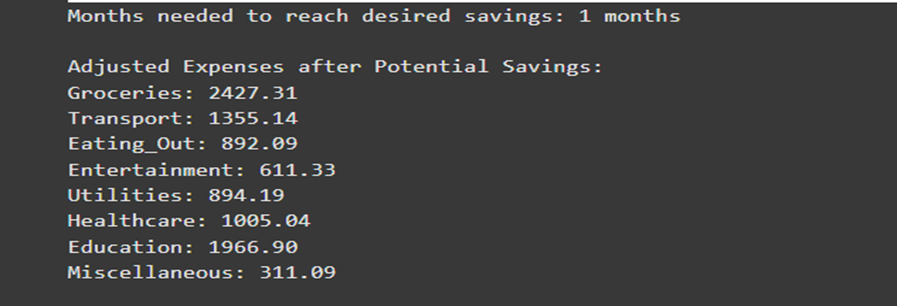 Months needed to reach desired savings: 1 months
Adjusted Expenses after Potential Savings:
Groceries: 2427.31
Transport: 1355.14
Eating_Out: 892.09
Entertainment: 611.33
Utilities: 894.19
Healthcare: 1005.04
Education: 1966.90
Miscellaneous: 311.09